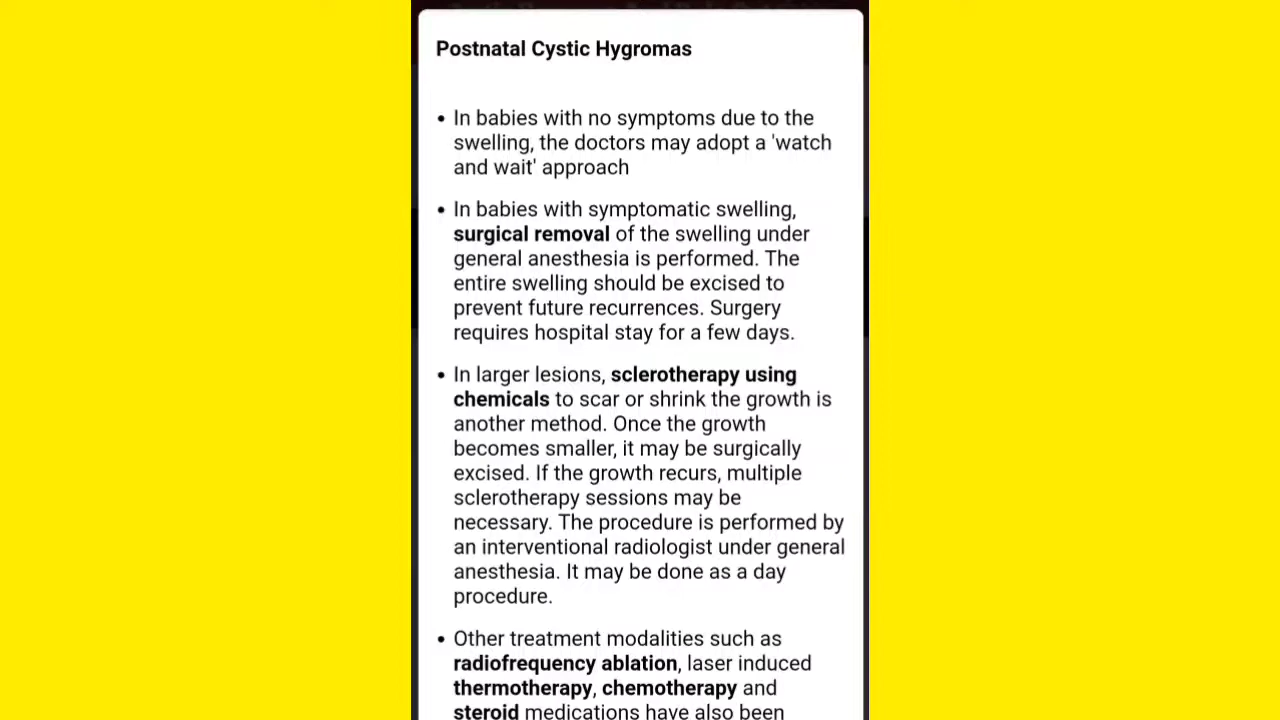 Postnatal Cystic Hygromas
• In babies with no symptoms due to the
swelling, the doctors may adopt a 'watch
and wait' approach
• In babies with symptomatic swelling,
surgical removal of the swelling under
general anesthesia is performed. The
entire swelling should be excised to
prevent future recurrences. Surgery
requires hospital stay for a few days.
• In larger lesions, sclerotherapy using
chemicals to scar or shrink the growth is
another method. Once the growth
becomes smaller, it may be surgically
excised. If the growth recurs, multiple
sclerotherapy sessions may be
necessary. The procedure is performed by
an interventional radiologist under general
anesthesia. It may be done as a day
procedure.
• Other treatment modalities such as
radiofrequency ablation, laser induced
thermotherapy, chemotherapy and
steroid medications have also been